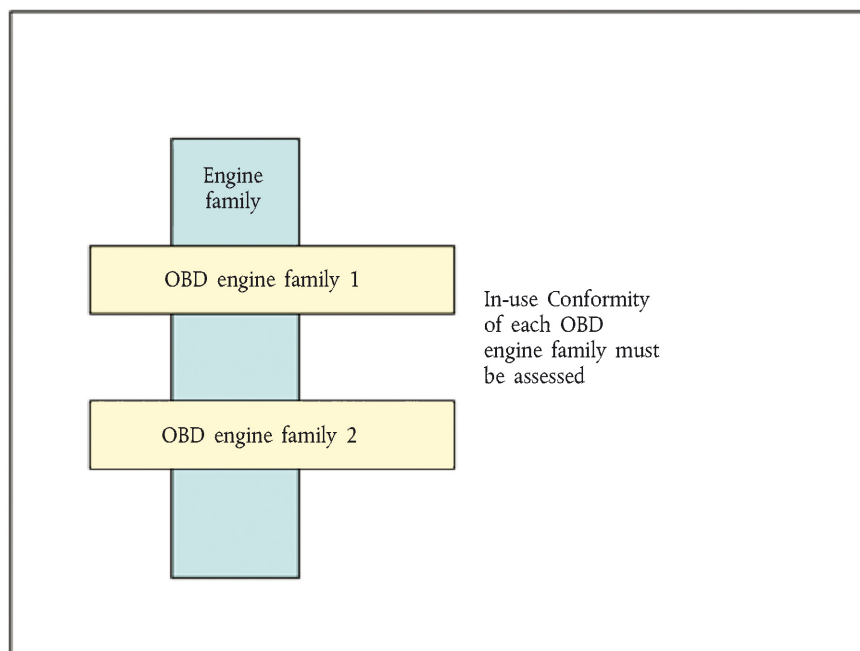 Engine
family
OBD engine family 1
In-use Conformity
of each OBD
engine family must
be assessed
OBD engine family 2